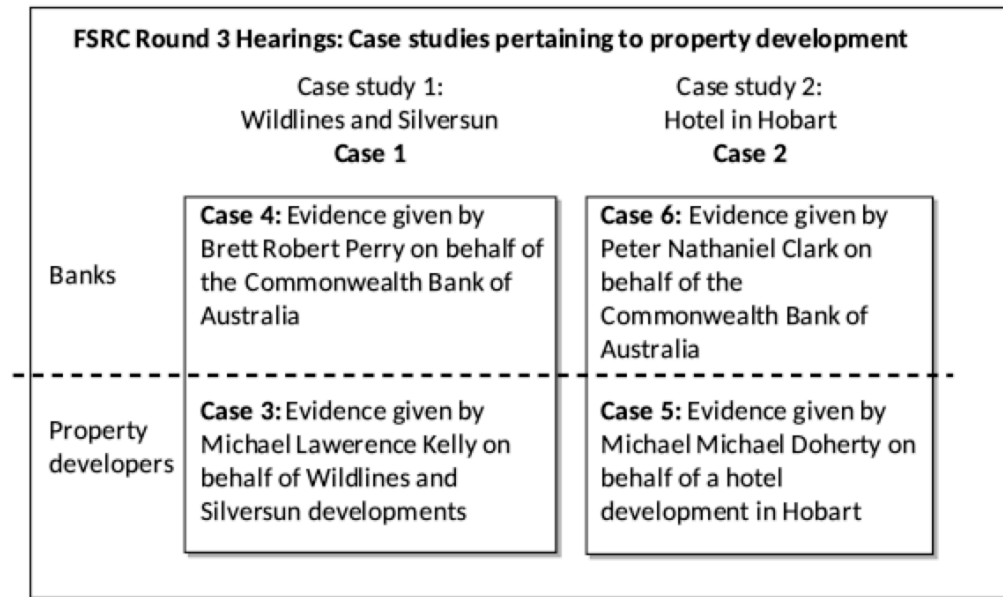 FSRC Round 3 Hearings: Case studies pertaining to property development
Case study 1:
Wildlines and Silversun
Case 1
Case study 2:
Hotel in Hobart
Case 2
Banks
Case 4: Evidence given by
Brett Robert Perry on behalf of
the Commonwealth Bank of
Australia
Case 6: Evidence given by
Peter Nathaniel Clark on
behalf of the
Commonwealth Bank of
Australia
Property
developers
Case 3: Evidence given by
Michael Lawerence Kelly on
behalf of Wildlines and
Silversun developments
Case 5: Evidence given by
Michael Michael Doherty on
behalf of a hotel
development in Hobart